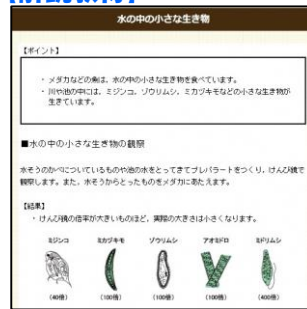 水の中の小さな生き物
【ポイント】
・メダカなどの魚は、水の中の小さな生き物を食べています。
・川や池の中には、ミジンコ、ゾウリムシ、ミカヅキモなどの小さな生き物が
生きています。
■水の中の小さな生き物の観察
水そうのかべについているものや池の水をとってきてプレパラートをつくり、けんび鏡で
観察します。また、水そうからとったものをメダカにあたえます。
【結果】
・けんび鏡の倍率が大きいものほど、実際の大きさは小さくなります。
ミジンコ ミカヅキモ ゾウリムシ アオミドロ ミドリムシ
(40倍) (100倍) (100倍) (100倍) (400倍)